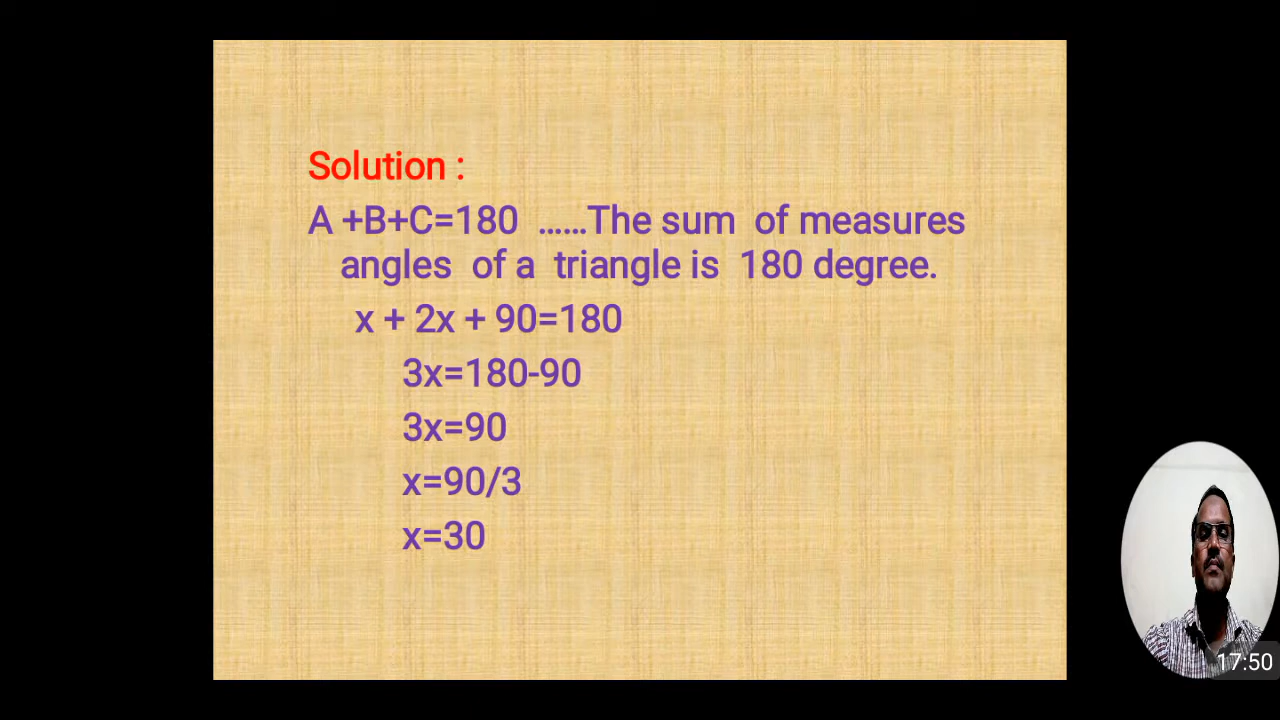 Solution :
A +B+C=180 ......The sum of measures
angles of a triangle is 180 degree.
x + 2x + 90=180
3x=180-90
3x=90
x=90/3
x=30
17:50